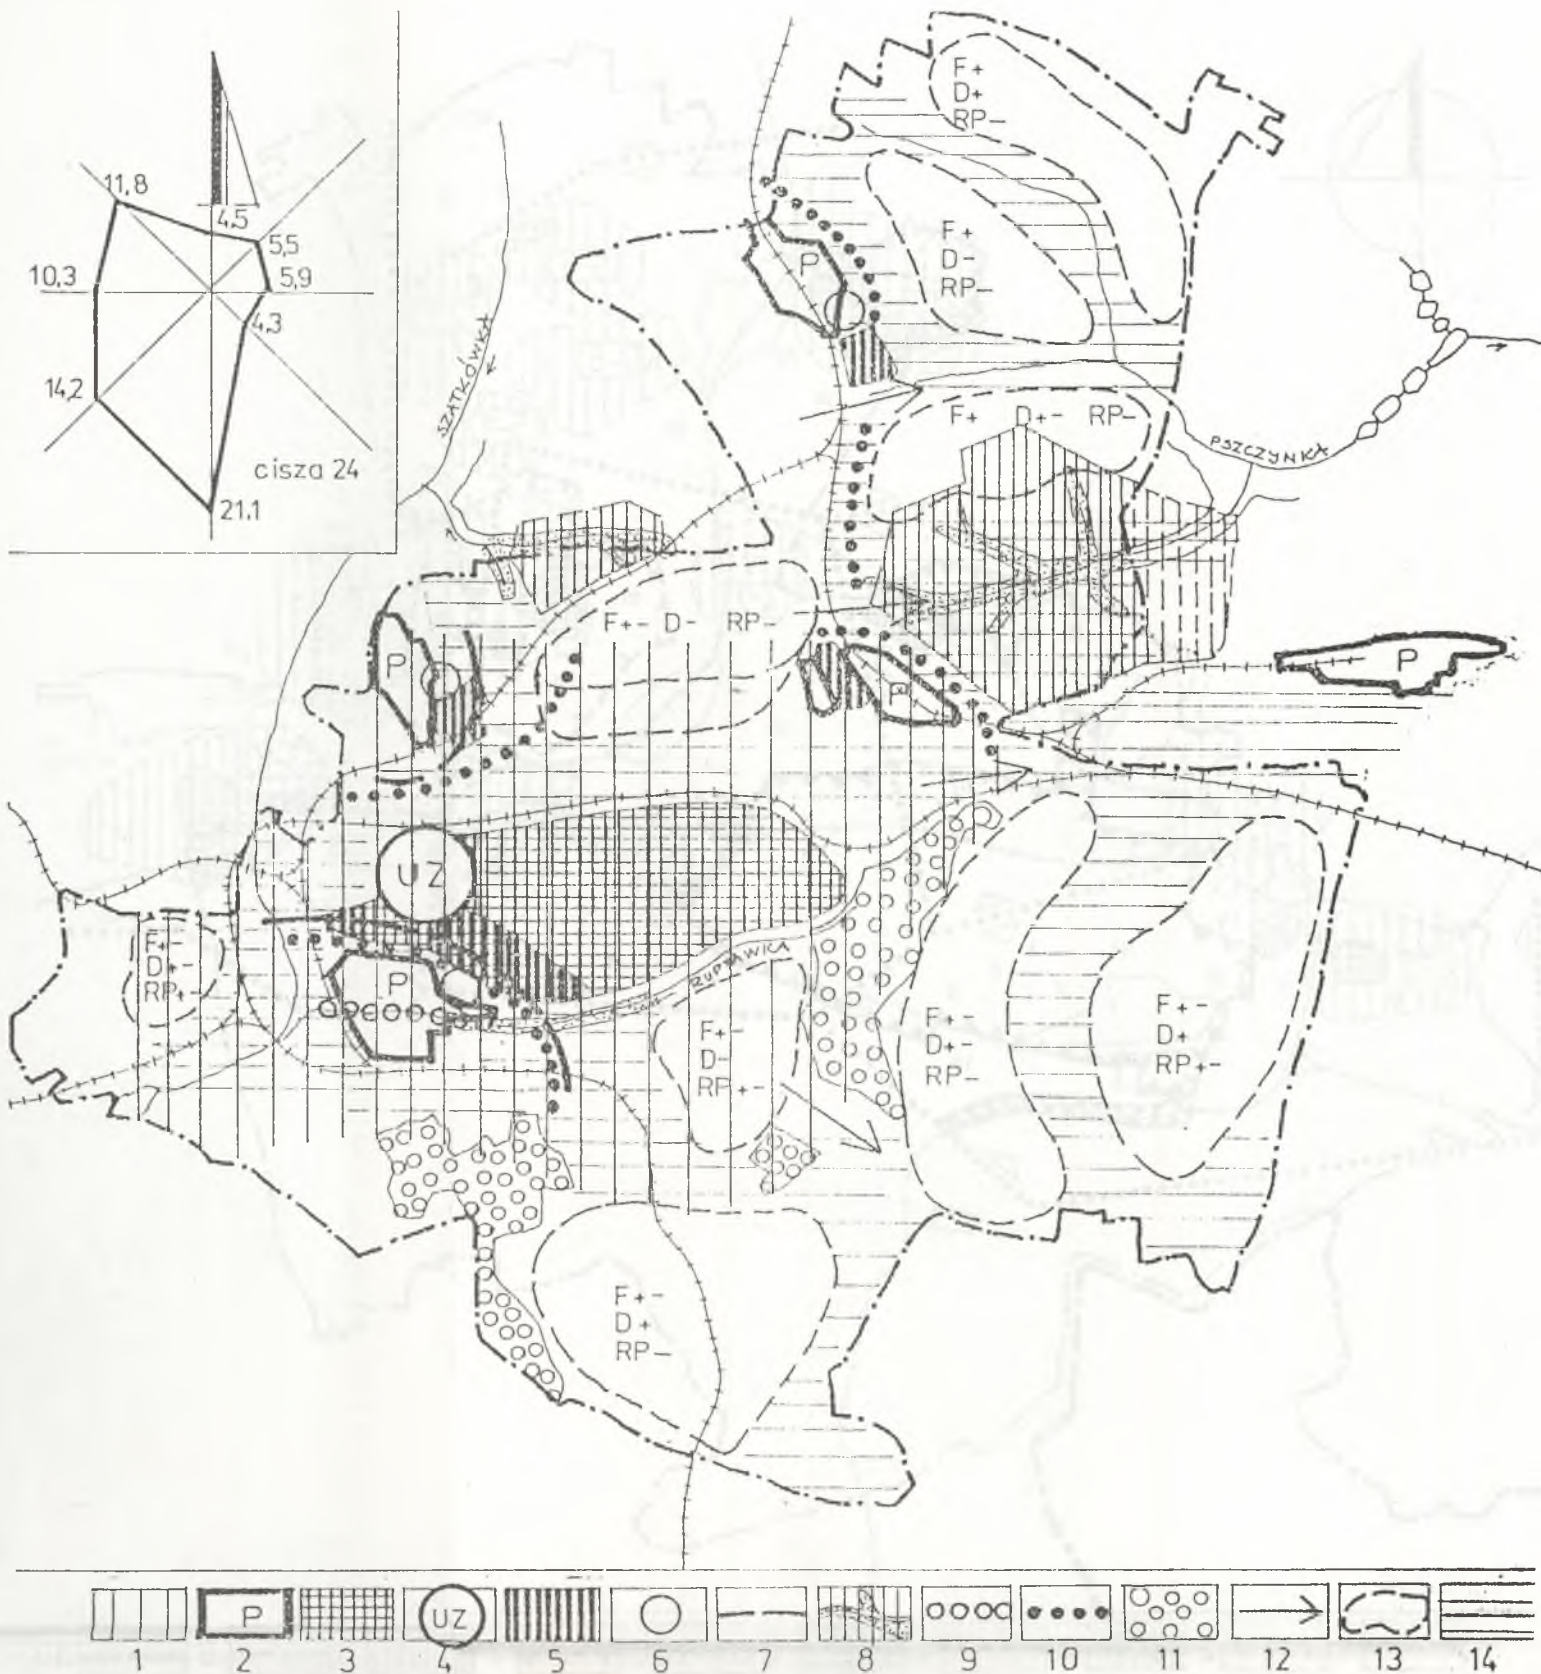 11,8
4,5
5,5
5,9
10,3
4,3
14,2
cisza 24
21,1
F+
D+
RP-
F+
D-
RP-
P
SZATKÓWKA
F+ D+- RP-
PSZCZYNKA
F+- D- RP-
P
P
P
UZ
F+-
D+-
RP+
P
RUPTAWKA
F+-
D-
RP+-
F+-
D+-
RP-
F+-
D+
RP+-
F+-
D+
RP-
P
UZ
1 2 3 4 5 6 7 8 9 10 11 12 13 14